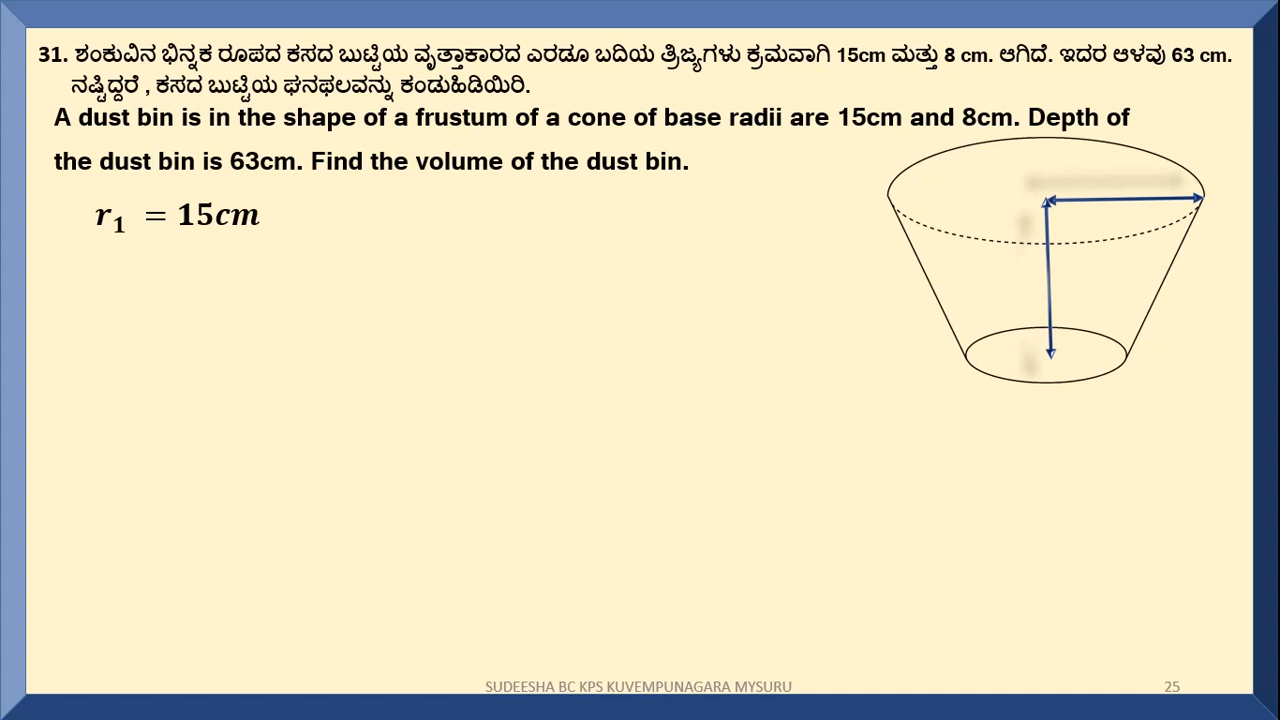 31. ಶಂಕುವಿನ ಭಿನ್ನಕ ರೂಪದ ಕಸದ ಬುಟ್ಟಿಯ ವೃತ್ತಾಕಾರದ ಎರಡೂ ಬದಿಯ ತ್ರಿಜ್ಯಗಳು ಕ್ರಮವಾಗಿ 15cm ಮತ್ತು 8 cm. ಆಗಿದೆ. ಇದರ ಆಳವು 63 cm.
ನಷ್ಟಿದ್ದರೆ , ಕಸದ ಬುಟ್ಟಿಯ ಘನಫಲವನ್ನು ಕಂಡುಹಿಡಿಯಿರಿ.
A dust bin is in the shape of a frustum of a cone of base radii are 15cm and 8cm. Depth of
the dust bin is 63cm. Find the volume of the dust bin.
r₁ = 15cm
SUDEESHA BC KPS KUVEMPUNAGARA MYSURU 25